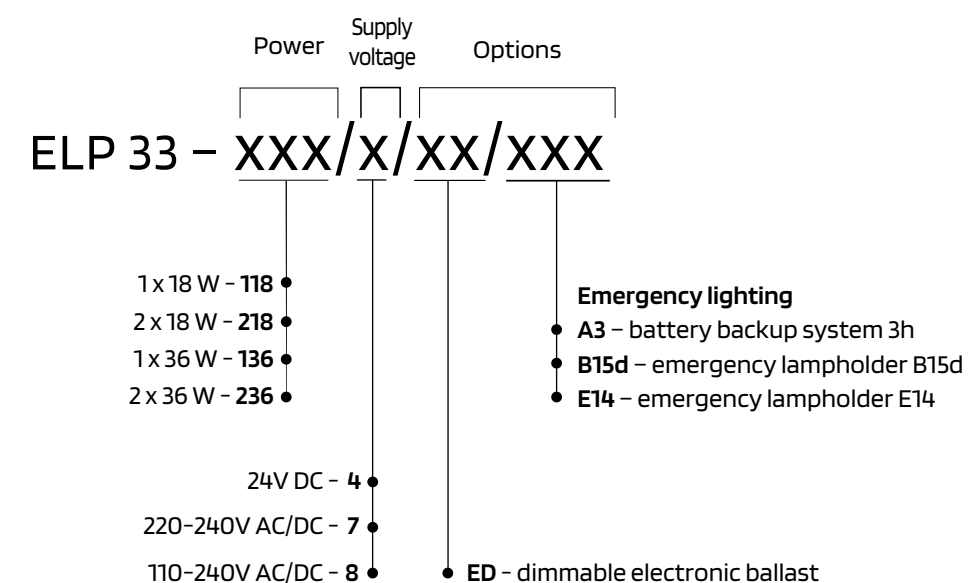 Power
Supply
voltage
Options
ELP 33 – xxx/x/xx/xxx
1 x 18 W - 118
2 x 18 W - 218
1 x 36 W - 136
2 x 36 W - 236
Emergency lighting
A3 – battery backup system 3h
B15d – emergency lampholder B15d
E14 – emergency lampholder E14
24V DC - 4
220-240V AC/DC - 7
110-240V AC/DC - 8
ED - dimmable electronic ballast